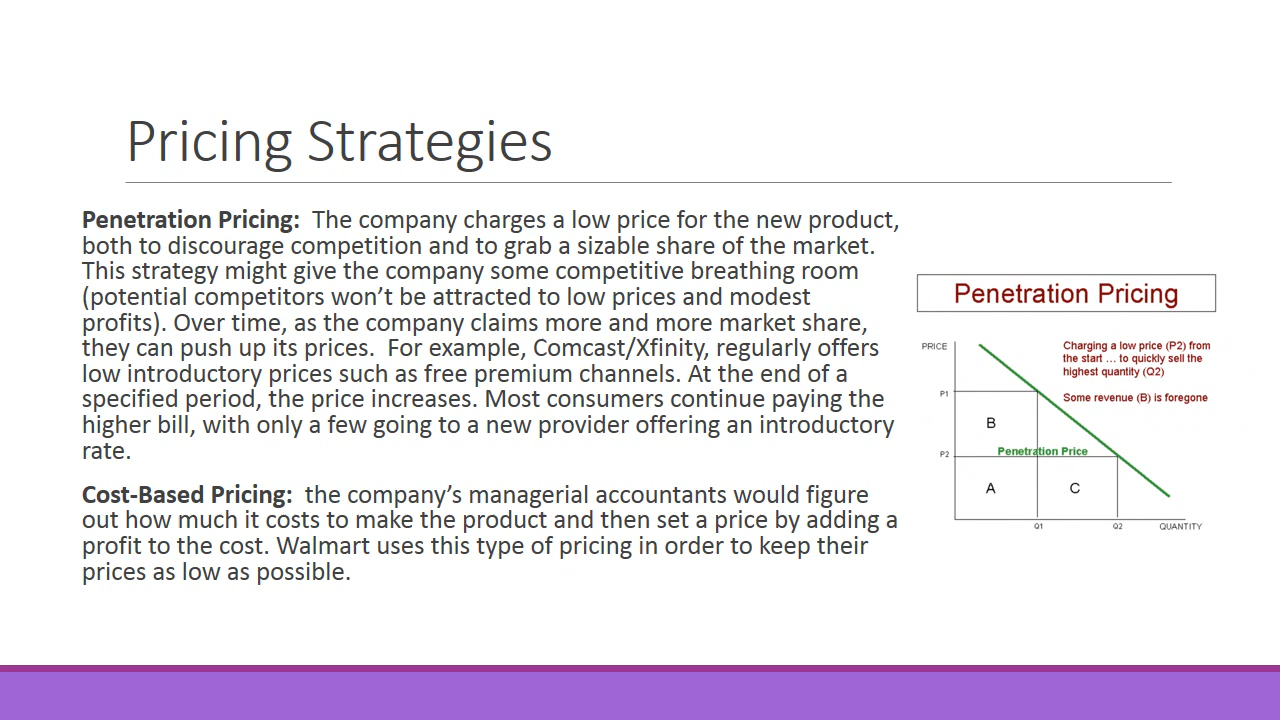 Pricing Strategies
Penetration Pricing:  The company charges a low price for the new product,
both to discourage competition and to grab a sizable share of the market.
This strategy might give the company some competitive breathing room
(potential competitors won’t be attracted to low prices and modest
profits). Over time, as the company claims more and more market share,
they can push up its prices.  For example, Comcast/Xfinity, regularly offers
low introductory prices such as free premium channels. At the end of a
specified period, the price increases. Most consumers continue paying the
higher bill, with only a few going to a new provider offering an introductory
rate.
Cost-Based Pricing:  the company’s managerial accountants would figure
out how much it costs to make the product and then set a price by adding a
profit to the cost. Walmart uses this type of pricing in order to keep their
prices as low as possible.
Penetration Pricing
PRICE
Charging a low price (P2) from
the start ... to quickly sell the
highest quantity (Q2)
Some revenue (B) is foregone
P1
B
P2
Penetration Price
A
C
Q1
Q2
QUANTITY